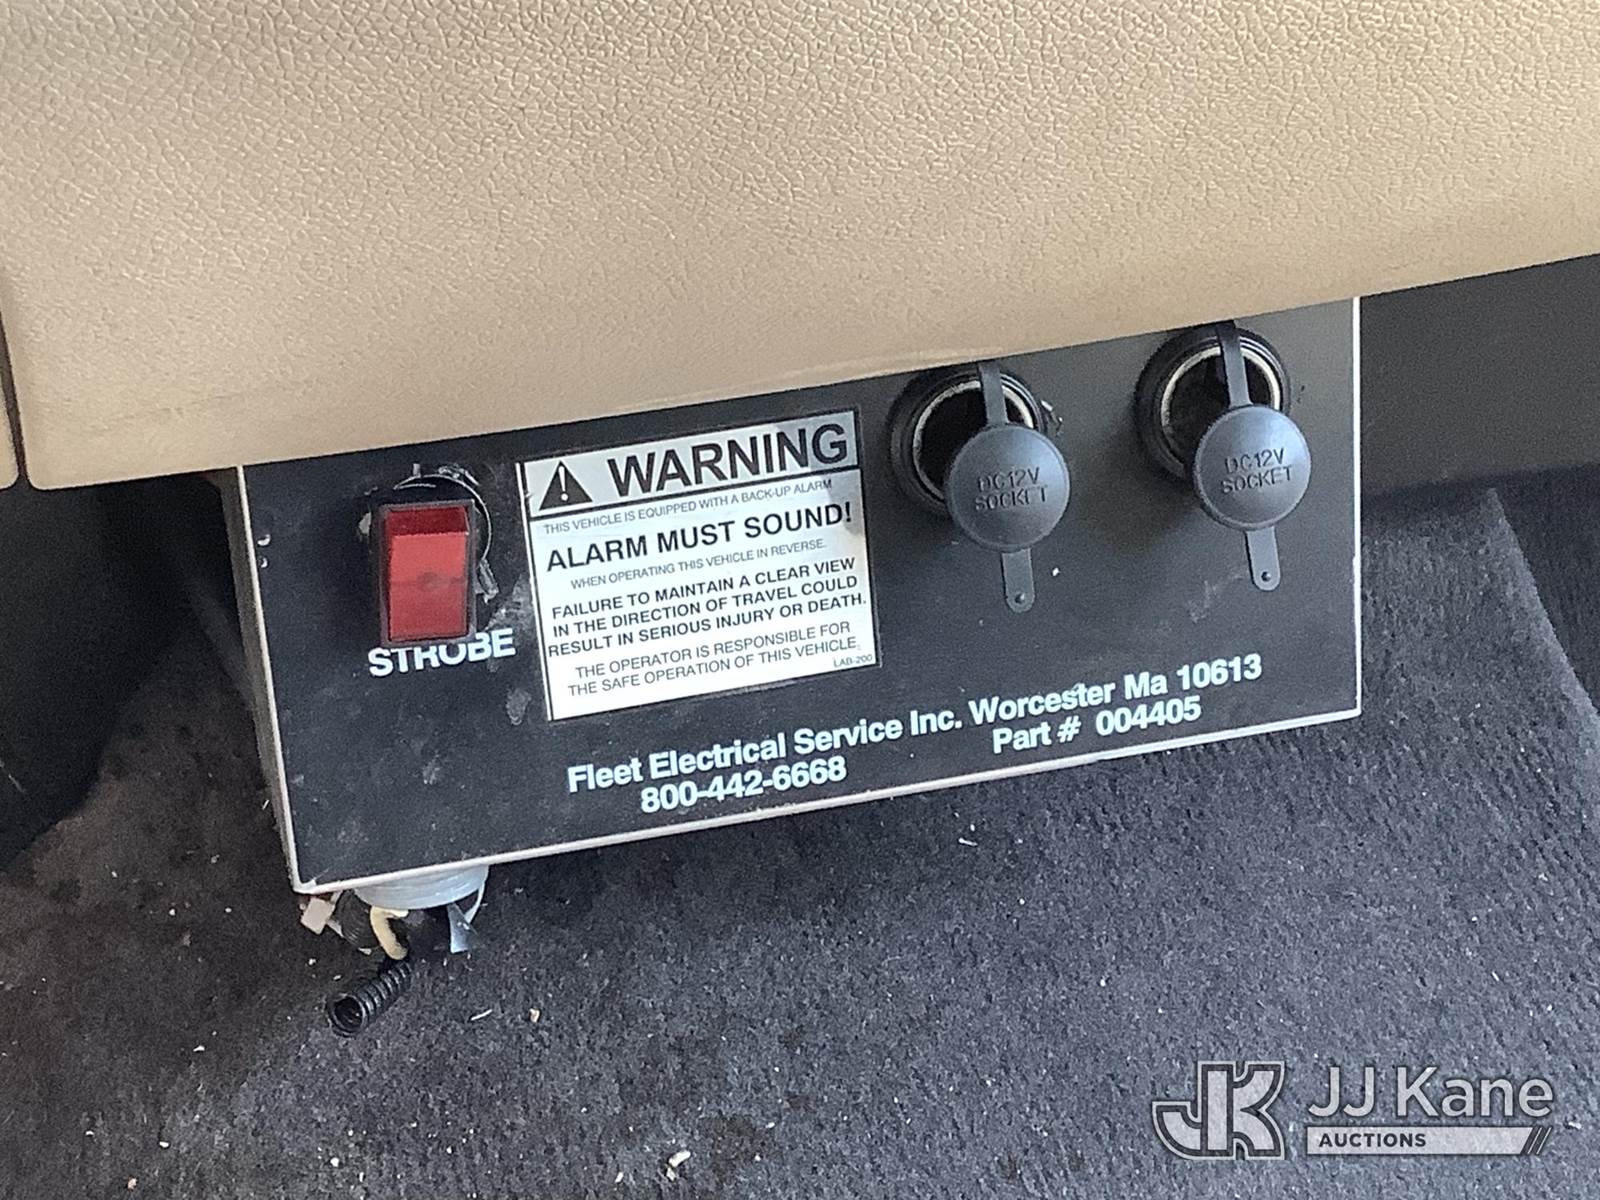 WARNING
THIS VEHICLE IS EQUIPPED WITH A BACK-UP ALARM
ALARM MUST SOUND!
WHEN OPERATING THIS VEHICLE IN REVERSE.
FAILURE TO MAINTAIN A CLEAR VIEW
IN THE DIRECTION OF TRAVEL COULD
RESULT IN SERIOUS INJURY OR DEATH.
THE OPERATOR IS RESPONSIBLE FOR
THE SAFE OPERATION OF THIS VEHICLE.
LAB-200
STROBE
DC12V
SOCKET
DC12V
SOCKET
Fleet Electrical Service Inc. Worcester Ma 10613
800-442-6668
Part # 004405
JK
JJ Kane
AUCTIONS